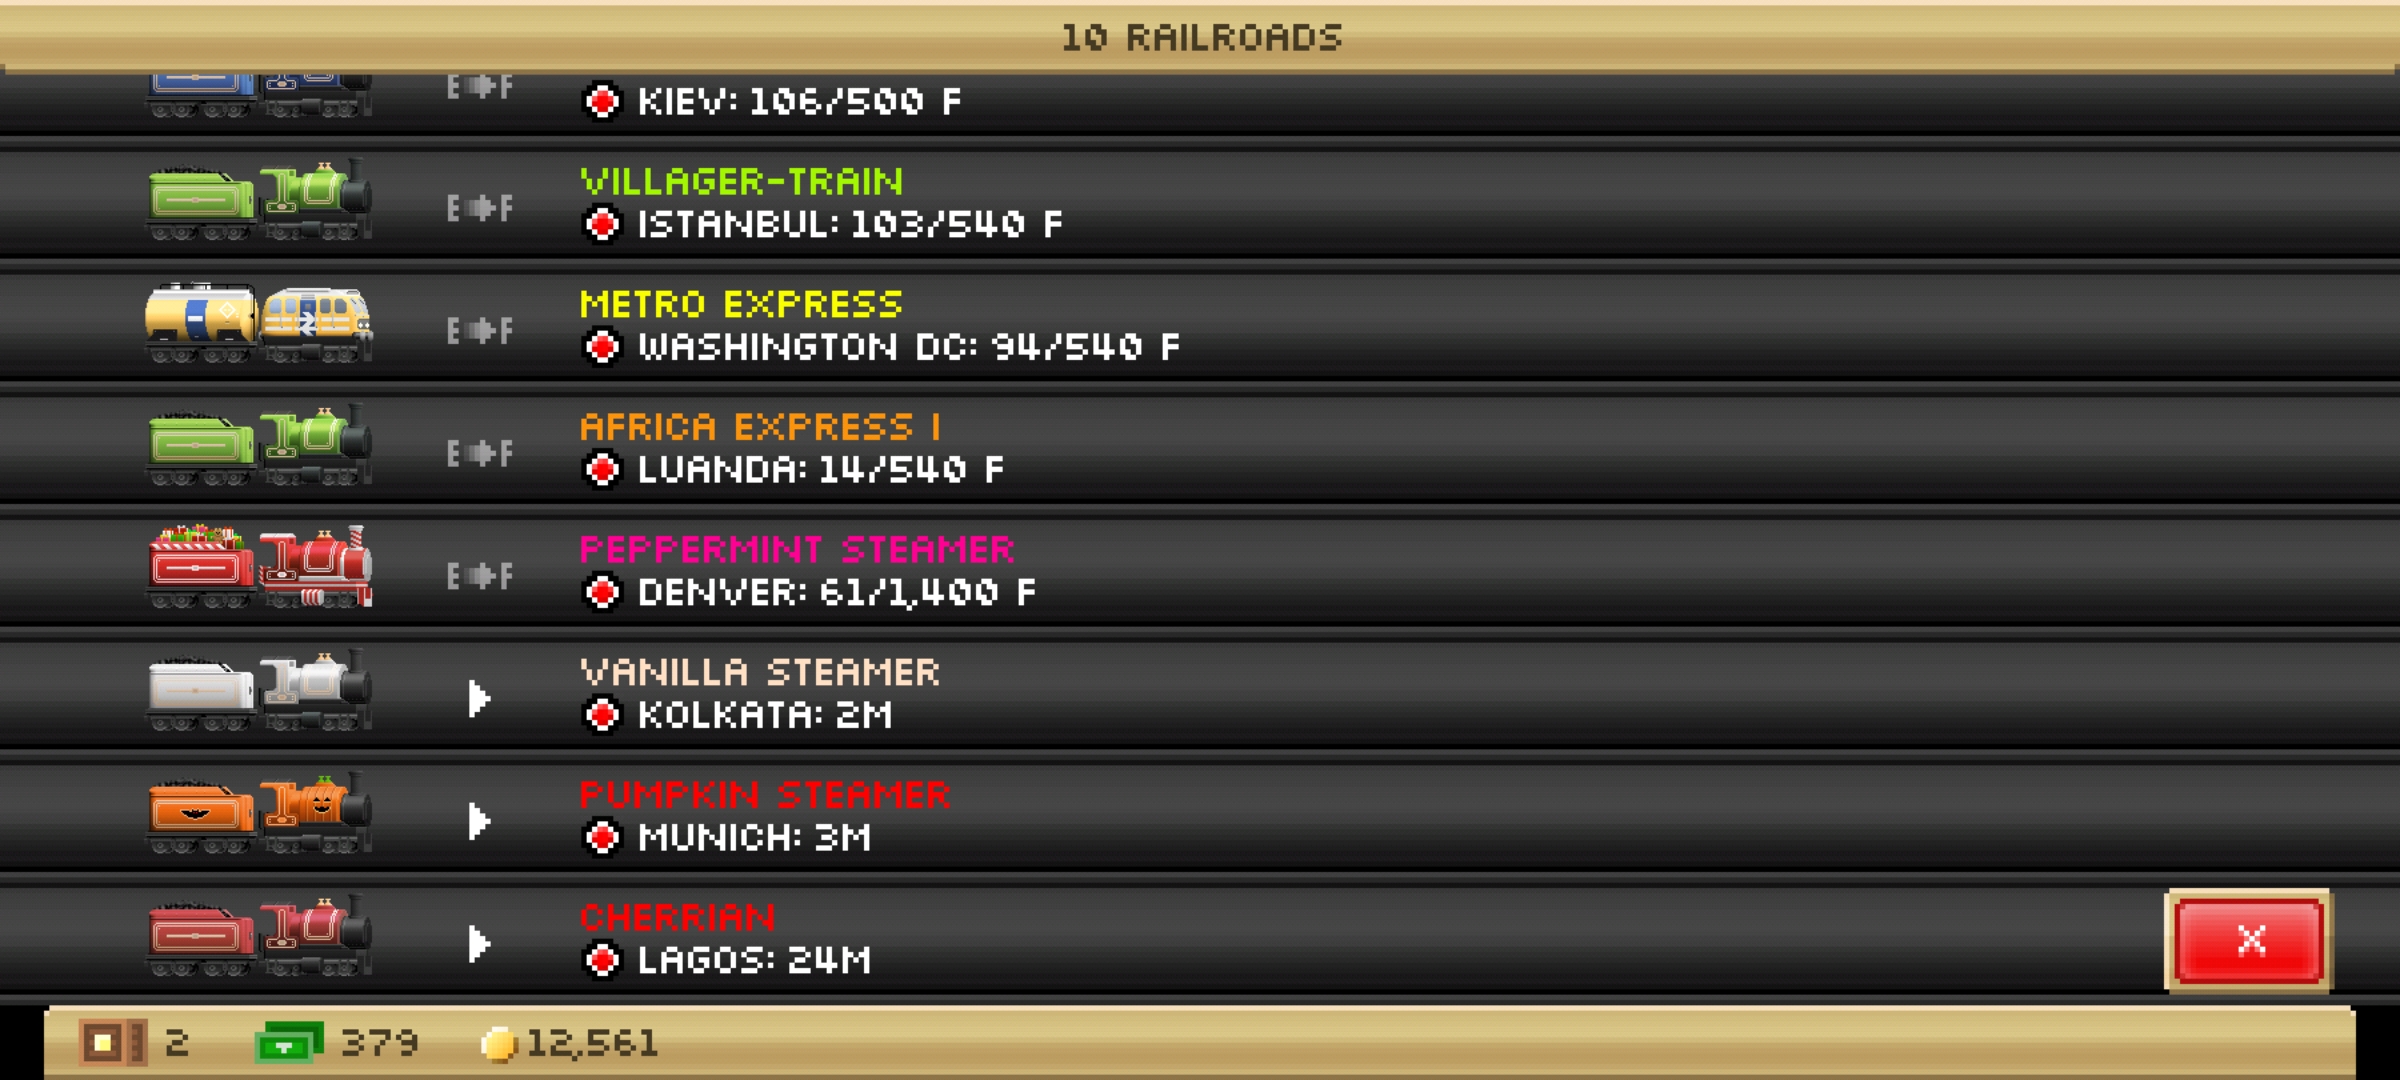 10 RAILROADS
E F
KIEV: 106/500 F
VILLAGER-TRAIN
E F
ISTANBUL: 103/540 F
METRO EXPRESS
E F
WASHINGTON DC: 94/540 F
AFRICA EXPRESS I
E F
LUANDA: 14/540 F
PEPPERMINT STEAMER
E F
DENVER: 61/1,400 F
VANILLA STEAMER
KOLKATA: 2M
PUMPKIN STEAMER
MUNICH: 3M
CHERRIAN
LAGOS: 24M
X
2 379 12,561